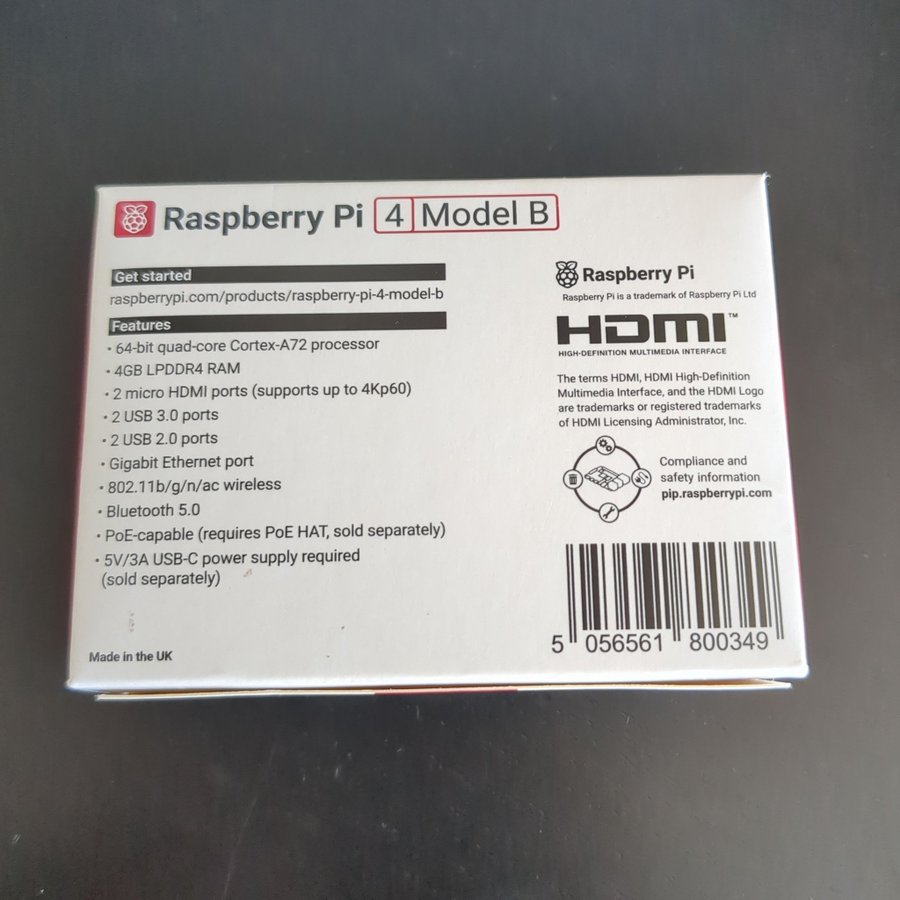 Raspberry Pi 4 Model B
Get started
raspberrypi.com/products/raspberry-pi-4-model-b
Features
• 64-bit quad-core Cortex-A72 processor
• 4GB LPDDR4 RAM
• 2 micro HDMI ports (supports up to 4Kp60)
• 2 USB 3.0 ports
• 2 USB 2.0 ports
• Gigabit Ethernet port
• 802.11b/g/n/ac wireless
• Bluetooth 5.0
• PoE-capable (requires PoE HAT, sold separately)
• 5V/3A USB-C power supply required
(sold separately)
Made in the UK
Raspberry Pi
Raspberry Pi is a trademark of Raspberry Pi Ltd
HDMI™
HIGH-DEFINITION MULTIMEDIA INTERFACE
The terms HDMI, HDMI High-Definition
Multimedia Interface, and the HDMI Logo
are trademarks or registered trademarks
of HDMI Licensing Administrator, Inc.
Compliance and
safety information
pip.raspberrypi.com
5 056561 800349